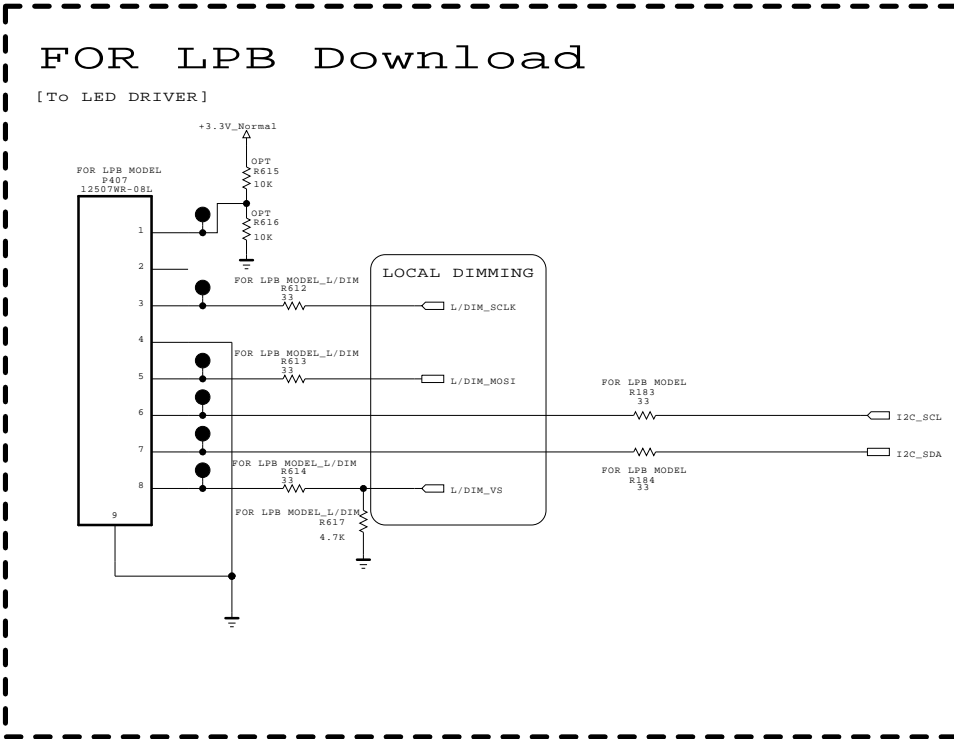 FOR LPB Download
[To LED DRIVER]
+3.3V_Normal
OPT
R615
10K
FOR LPB MODEL
P407
12507WR-08L
OPT
R616
10K
1
2
LOCAL DIMMING
FOR LPB MODEL_L/DIM
R612
33
3
L/DIM_SCLK
4
FOR LPB MODEL_L/DIM
R613
33
5
L/DIM_MOSI
FOR LPB MODEL
R183
33
6
I2C_SCL
7
I2C_SDA
FOR LPB MODEL_L/DIM
R614
33
FOR LPB MODEL
R184
33
8
L/DIM_VS
9
FOR LPB MODEL_L/DIM
R617
4.7K